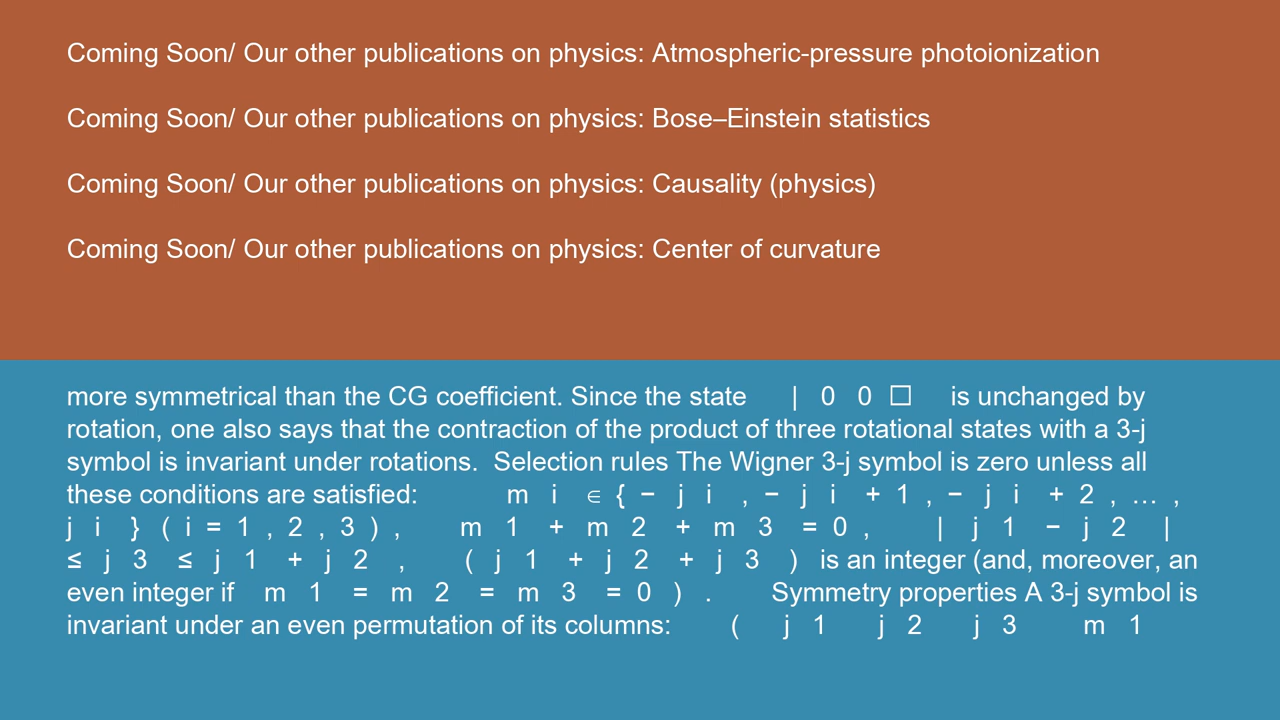 Coming Soon/ Our other publications on physics: Atmospheric-pressure photoionization
Coming Soon/ Our other publications on physics: Bose–Einstein statistics
Coming Soon/ Our other publications on physics: Causality (physics)
Coming Soon/ Our other publications on physics: Center of curvature
more symmetrical than the CG coefficient. Since the state | 0 0 □ is unchanged by
rotation, one also says that the contraction of the product of three rotational states with a 3-j
symbol is invariant under rotations. Selection rules The Wigner 3-j symbol is zero unless all
these conditions are satisfied: m i ∈ { − j i , − j i + 1 , − j i + 2 , … ,
j i } ( i = 1 , 2 , 3 ) , m 1 + m 2 + m 3 = 0 , | j 1 − j 2 |
≤ j 3 ≤ j 1 + j 2 , ( j 1 + j 2 + j 3 ) is an integer (and, moreover, an
even integer if m 1 = m 2 = m 3 = 0 ) . Symmetry properties A 3-j symbol is
invariant under an even permutation of its columns: ( j 1 j 2 j 3 m 1